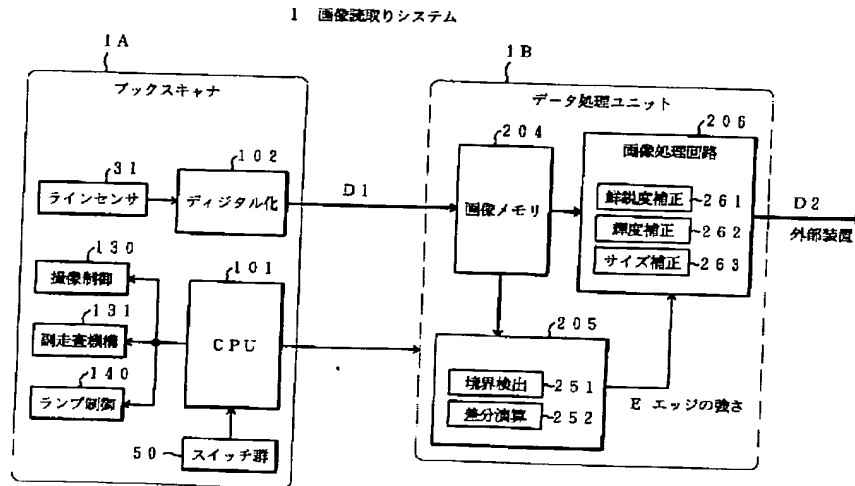 1 画像読取りシステム
1A
ブックスキャナ
31
ラインセンサ
102
ディジタル化
D1
130
撮像制御
131
副走査機構
140
ランプ制御
101
CPU
50
スイッチ群
1B
データ処理ユニット
204
画像メモリ
206
画像処理回路
鮮鋭度補正
261
輝度補正
262
サイズ補正
263
D2
外部装置
205
境界検出
251
差分演算
252
E エッジの強さ